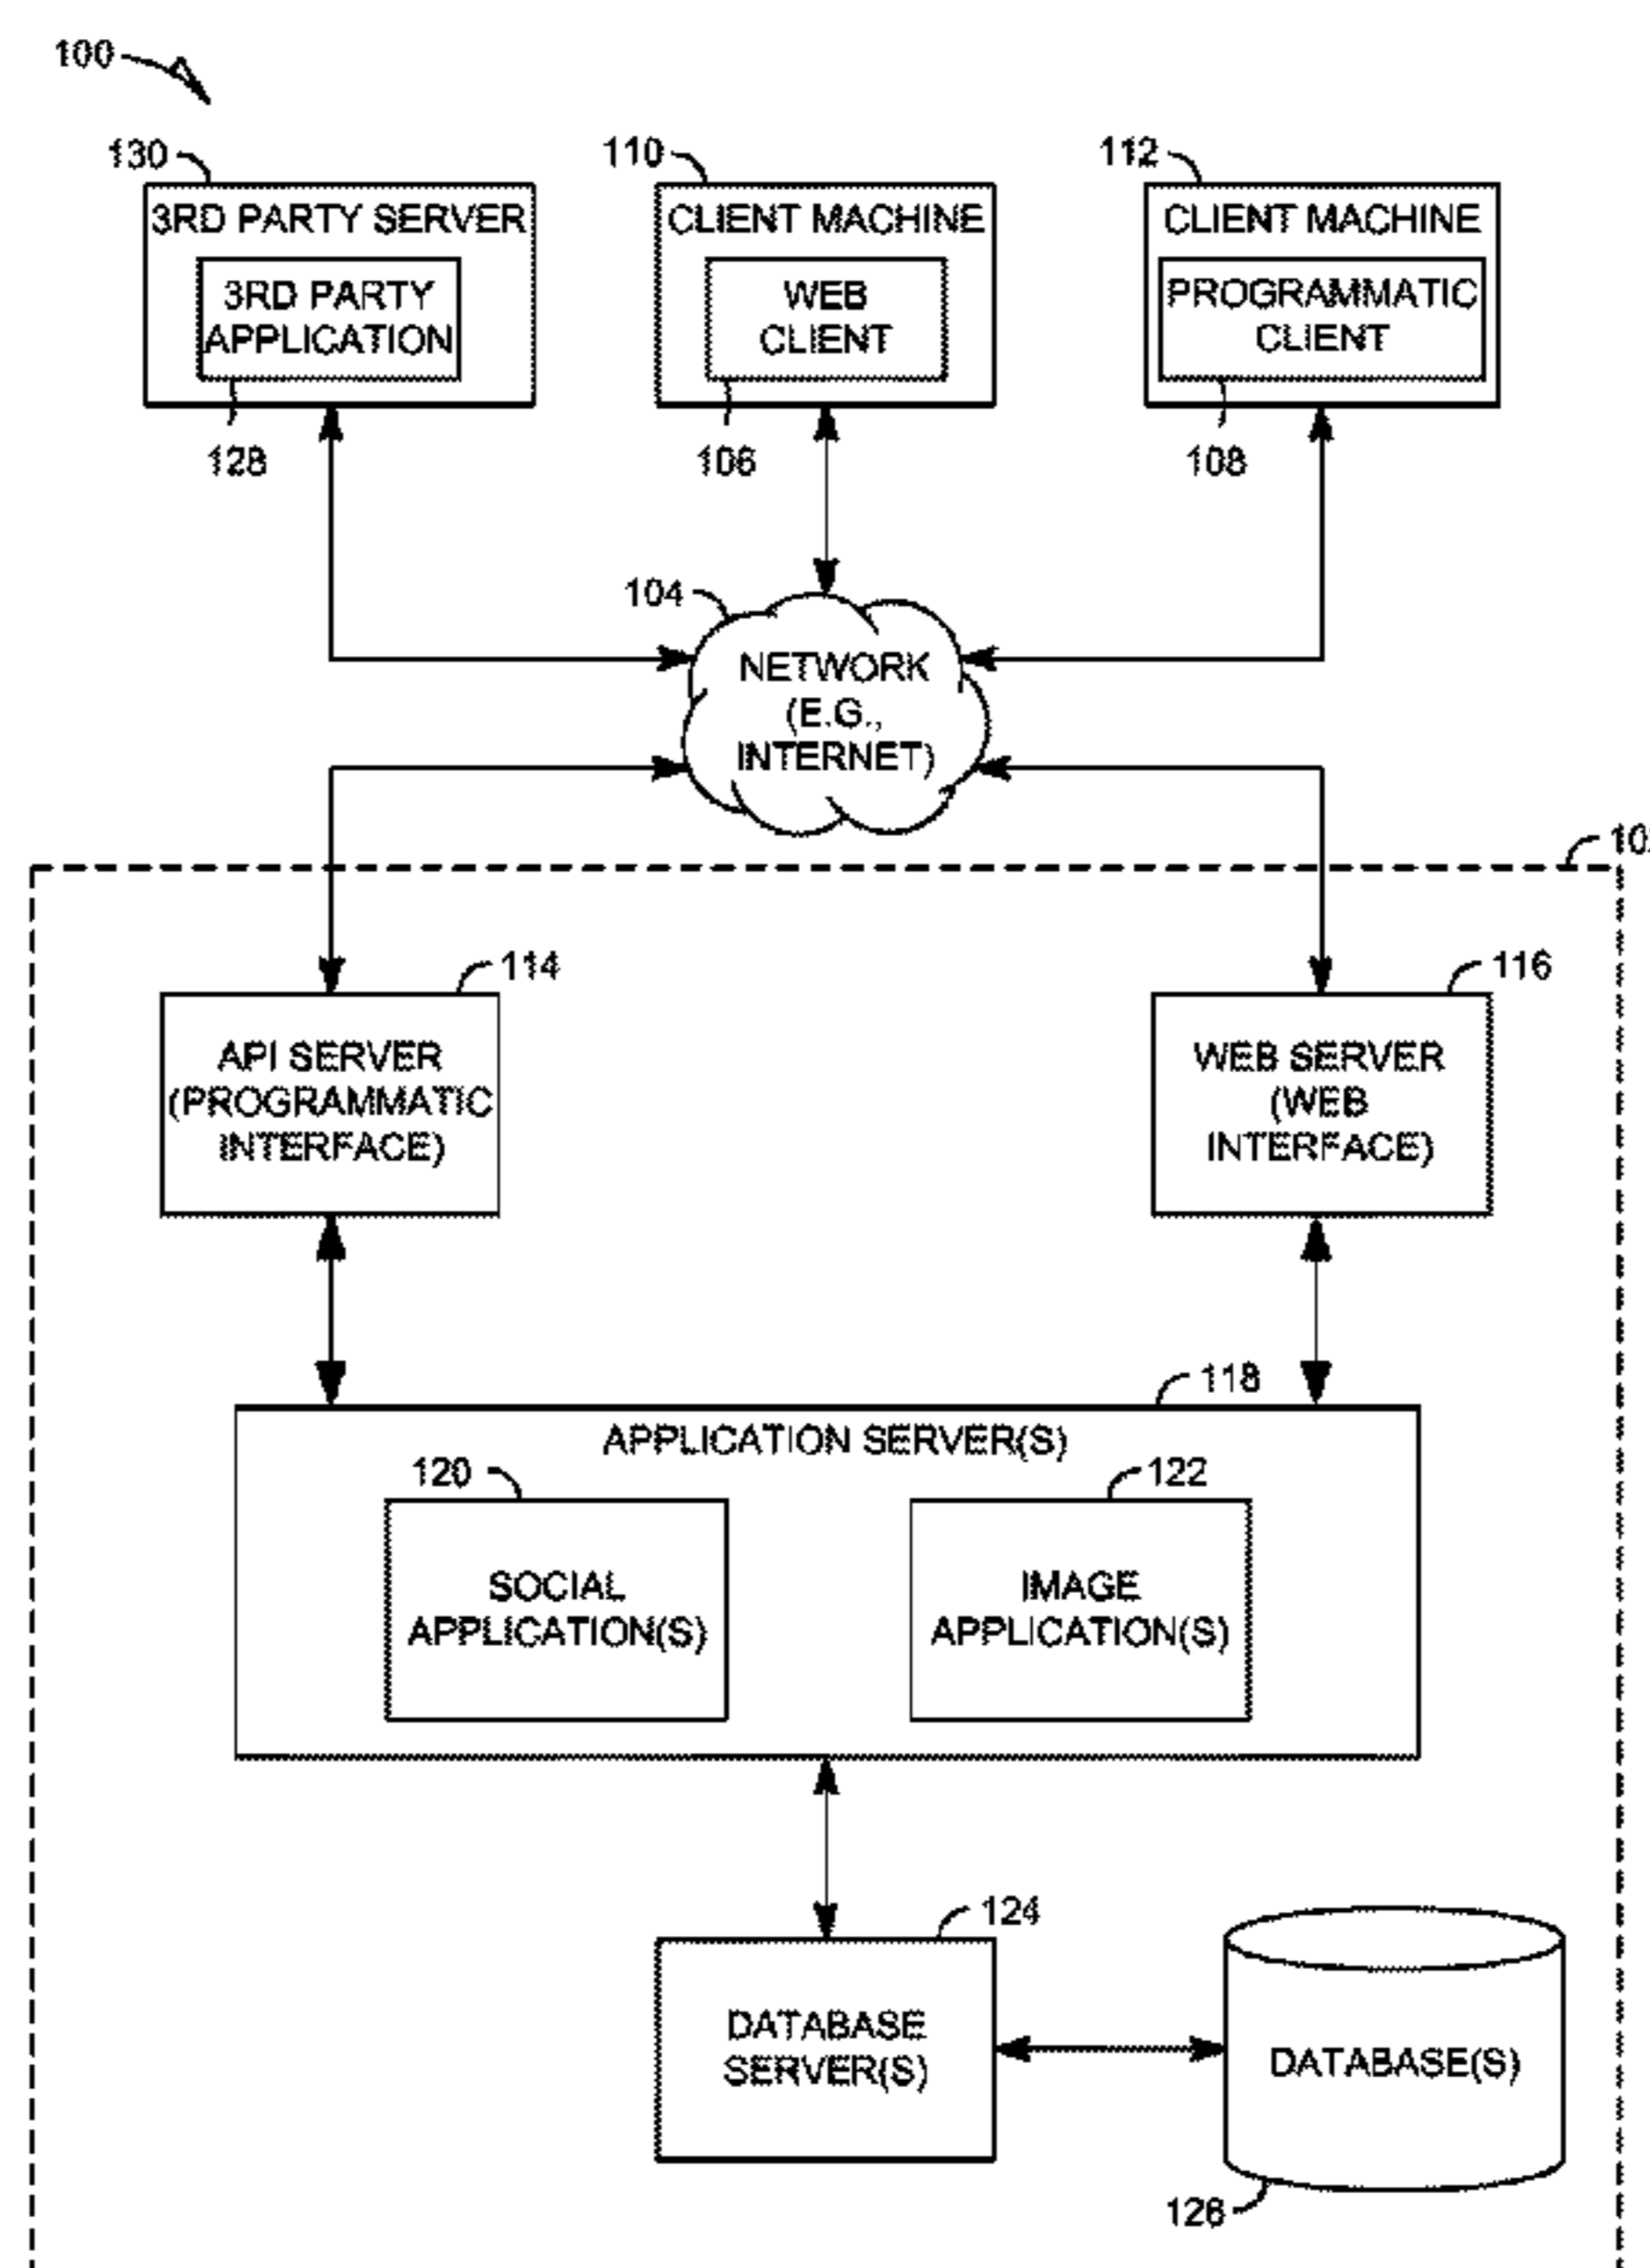 100
130
110
112
3RD PARTY SERVER
CLIENT MACHINE
CLIENT MACHINE
3RD PARTY
APPLICATION
WEB
CLIENT
PROGRAMMATIC
CLIENT
128
106
108
104
NETWORK
(E.G.,
INTERNET)
114
116
API SERVER
(PROGRAMMATIC
INTERFACE)
WEB SERVER
(WEB
INTERFACE)
118
APPLICATION SERVER(S)
120
122
SOCIAL
APPLICATION(S)
IMAGE
APPLICATION(S)
124
DATABASE
SERVER(S)
DATABASE(S)
126